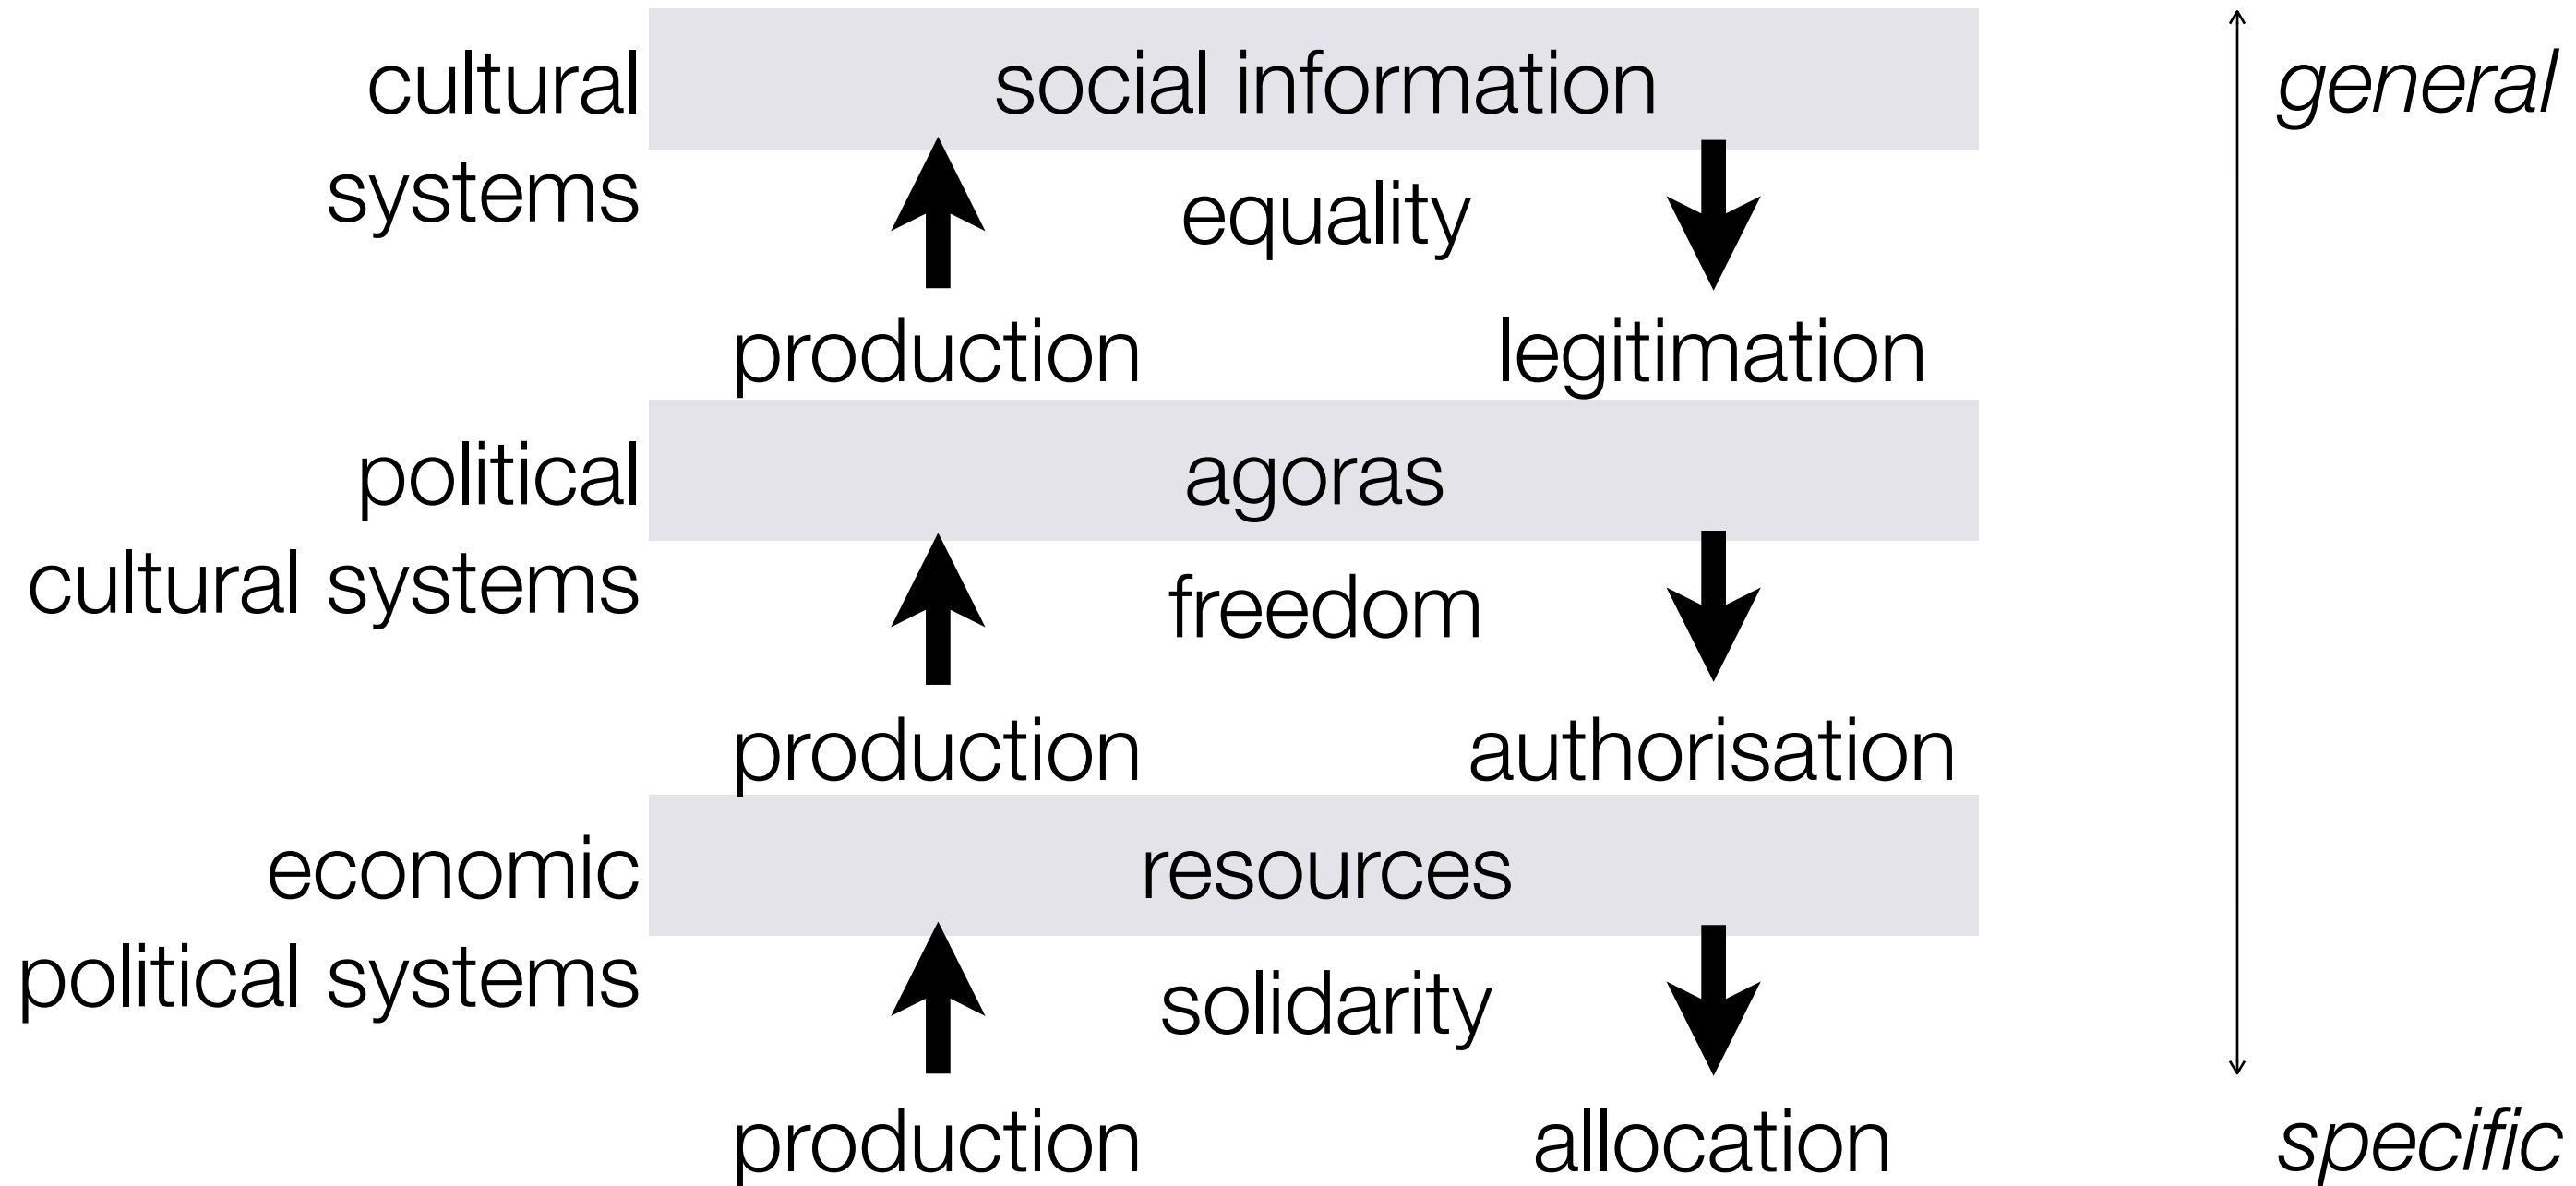 cultural social information general
systems equality
production legitimation
political agoras
cultural systems freedom
production authorisation
economic resources
political systems solidarity
production allocation specific